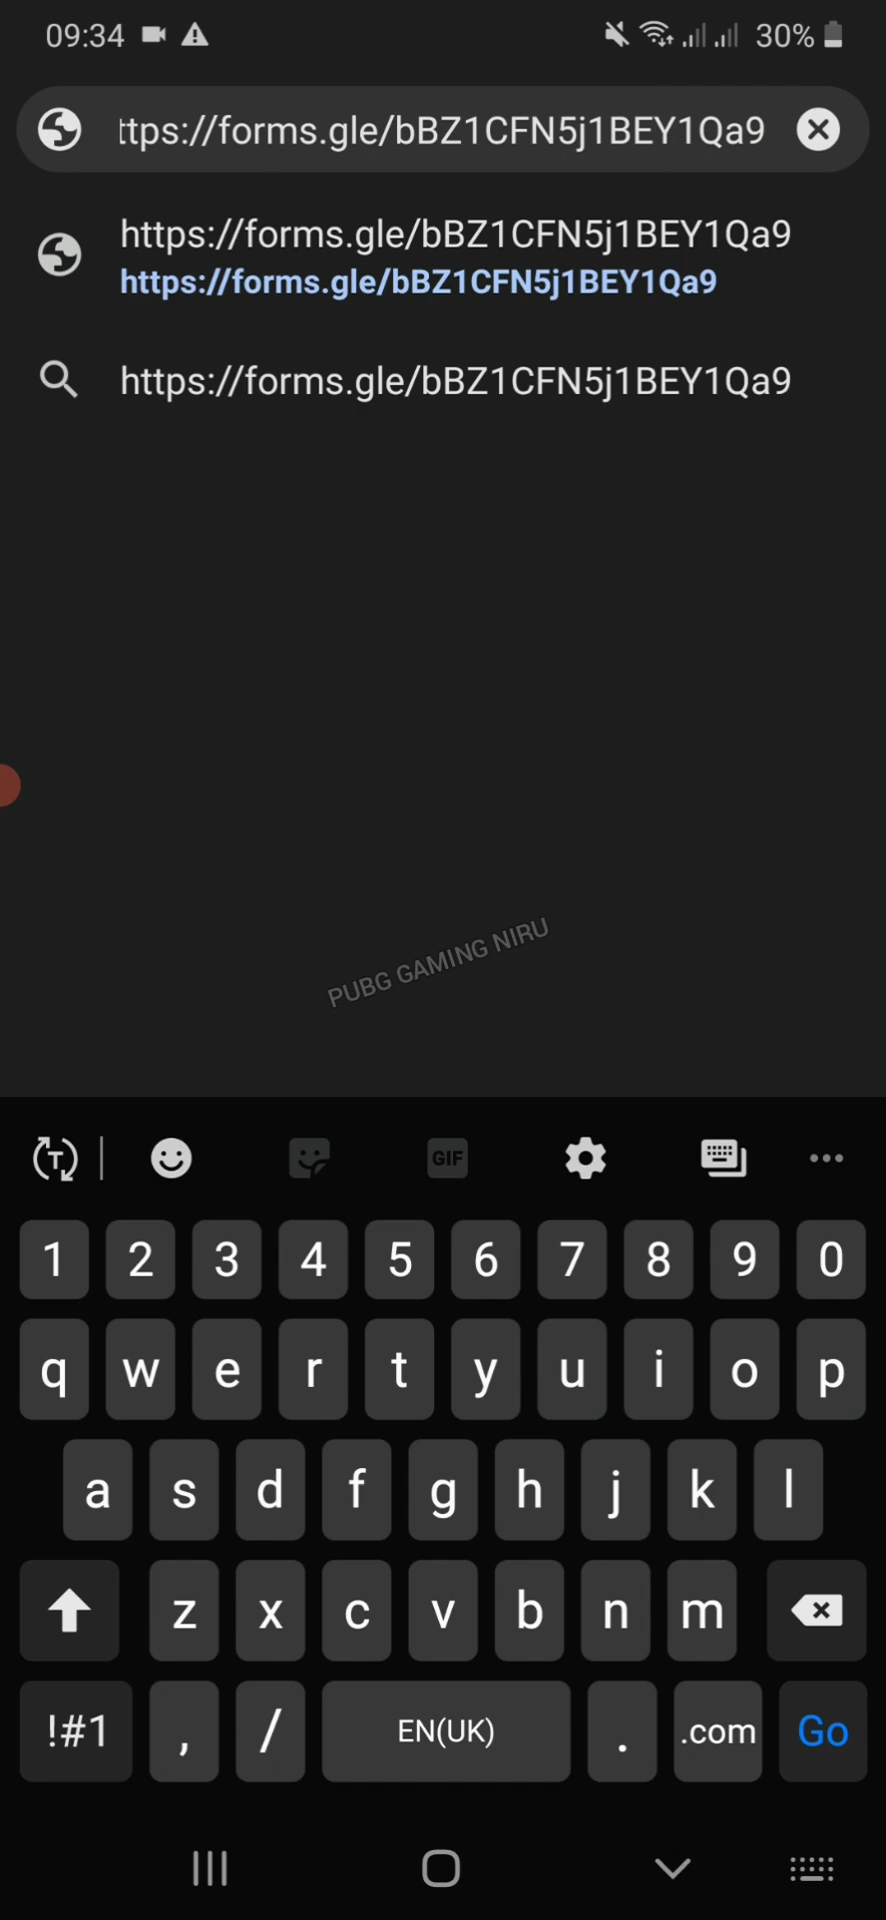 09:34
30%
ttps://forms.gle/bBZ1CFN5j1BEY1Qa9
https://forms.gle/bBZ1CFN5j1BEY1Qa9
https://forms.gle/bBZ1CFN5j1BEY1Qa9
https://forms.gle/bBZ1CFN5j1BEY1Qa9
PUBG GAMING NIRU
T GIF
1 2 3 4 5 6 7 8 9 0
q w e r t y u i o p
a s d f g h j k l
z x c v b n m
!#1 , / EN(UK) . .com Go